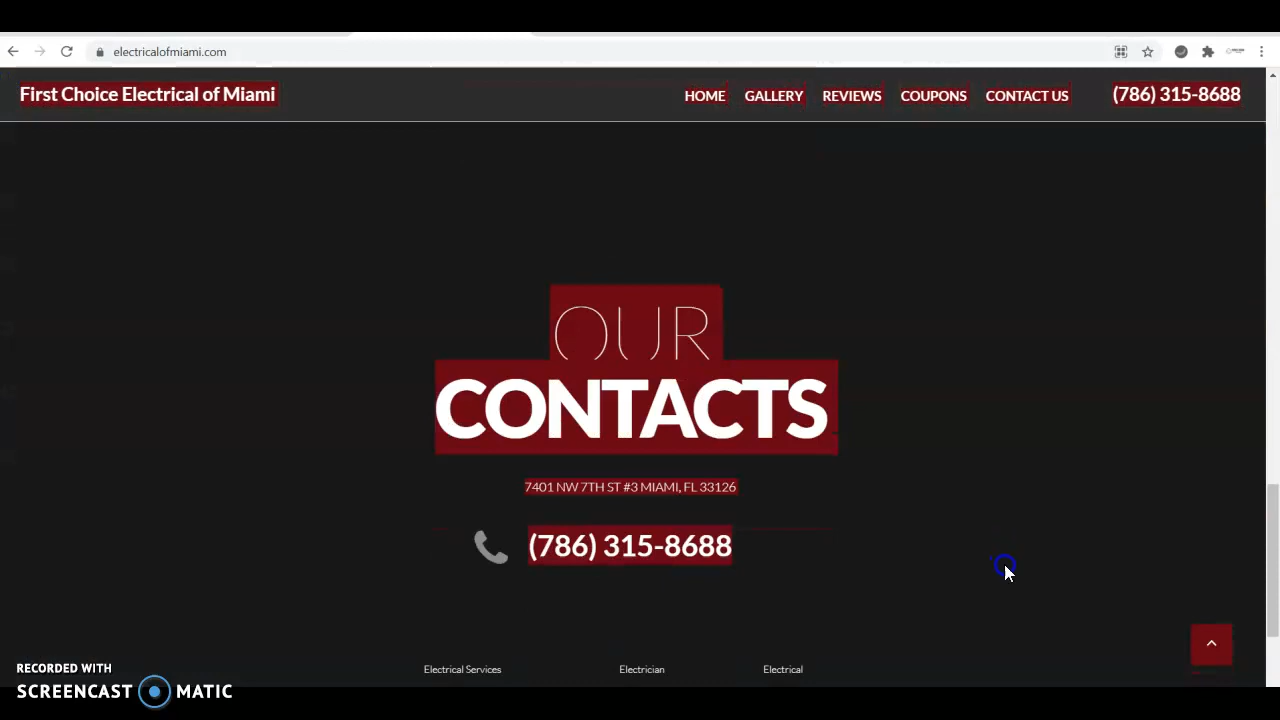 electricalofmiami.com
First Choice Electrical of Miami
HOME GALLERY REVIEWS COUPONS CONTACT US
(786) 315-8688
OUR
CONTACTS
7401 NW 7TH ST #3 MIAMI, FL 33126
(786) 315-8688
Electrical Services Electrician Electrical
RECORDED WITH
SCREENCAST MATIC